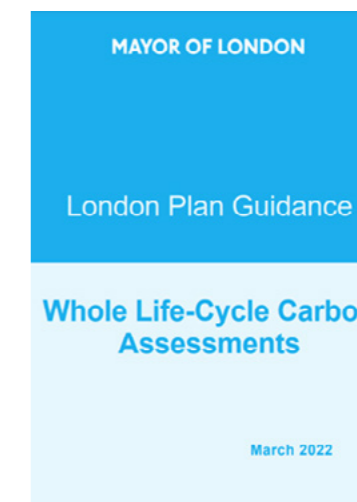 MAYOR OF LONDON
London Plan Guidance
Whole Life-Cycle Carbo
Assessments
March 2022